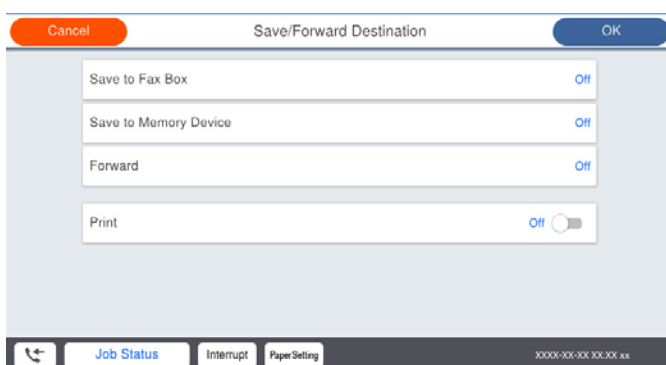 Cancel Save/Forward Destination OK
Save to Fax Box Off
Save to Memory Device Off
Forward Off
Print Off
Job Status Interrupt Paper Setting XXXX-XX-XX XX:XX xx